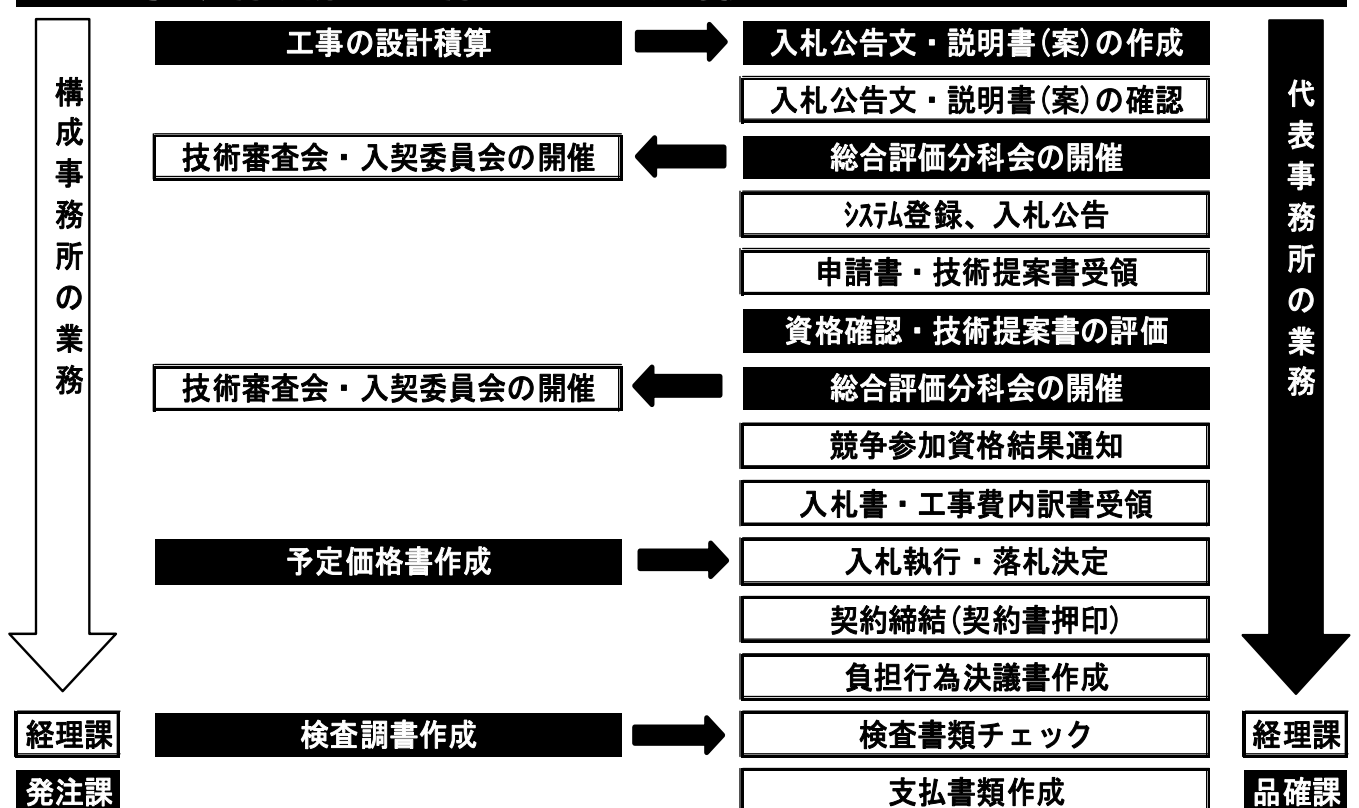 工事の設計積算
入札公告文・説明書(案)の作成
構成事務所の業務
代表事務所の業務
入札公告文・説明書(案)の確認
技術審査会・入契委員会の開催
総合評価分科会の開催
ｼｽﾃﾑ登録、入札公告
申請書・技術提案書受領
資格確認・技術提案書の評価
技術審査会・入契委員会の開催
総合評価分科会の開催
競争参加資格結果通知
入札書・工事費内訳書受領
予定価格書作成
入札執行・落札決定
契約締結(契約書押印)
負担行為決議書作成
経理課
検査調書作成
検査書類チェック
経理課
発注課
支払書類作成
品確課